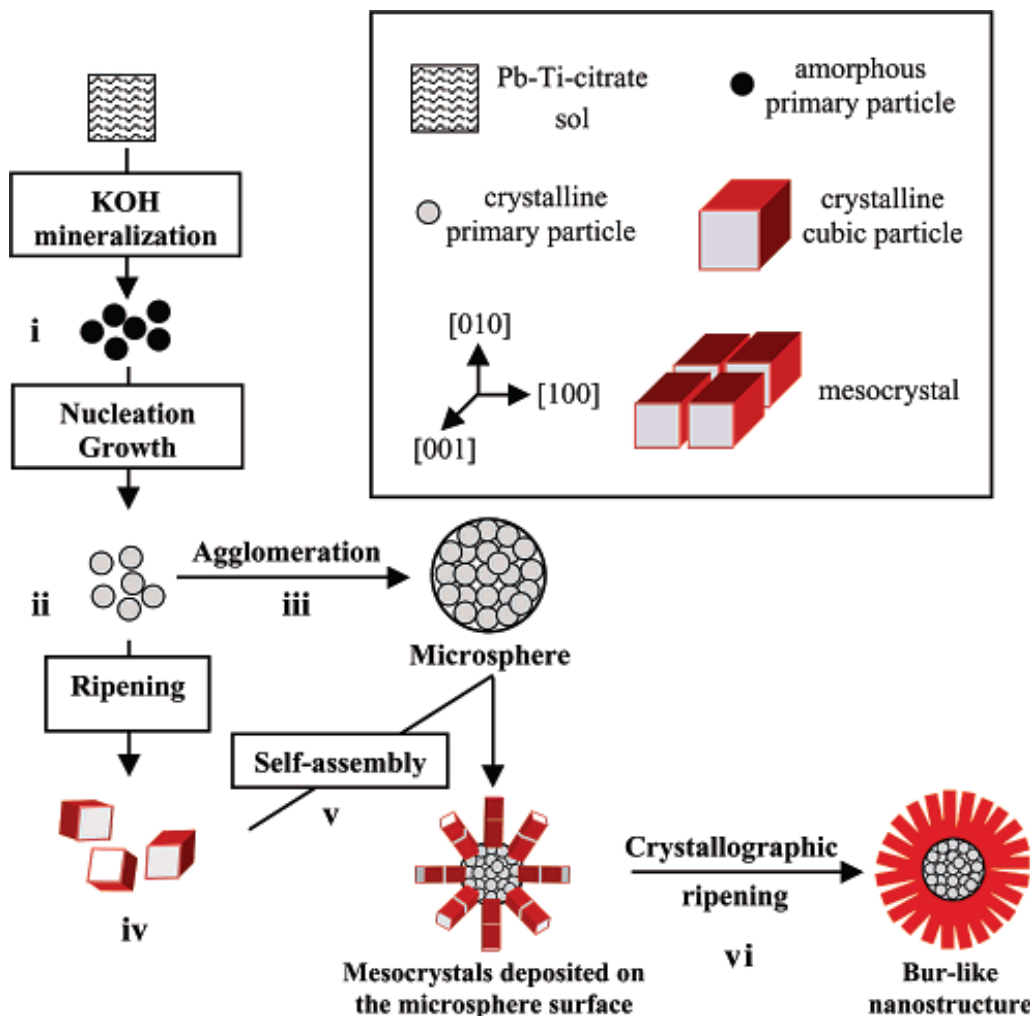 Pb-Ti-citrate
sol
amorphous
primary particle
crystalline
primary particle
crystalline
cubic particle
[010]
[100]
[001]
mesocrystal
KOH
mineralization
i
Nucleation
Growth
ii
Agglomeration
iii
Microsphere
Ripening
Self-assembly
v
iv
Mesocrystals deposited on
the microsphere surface
Crystallographic
ripening
vi
Bur-like
nanostructure